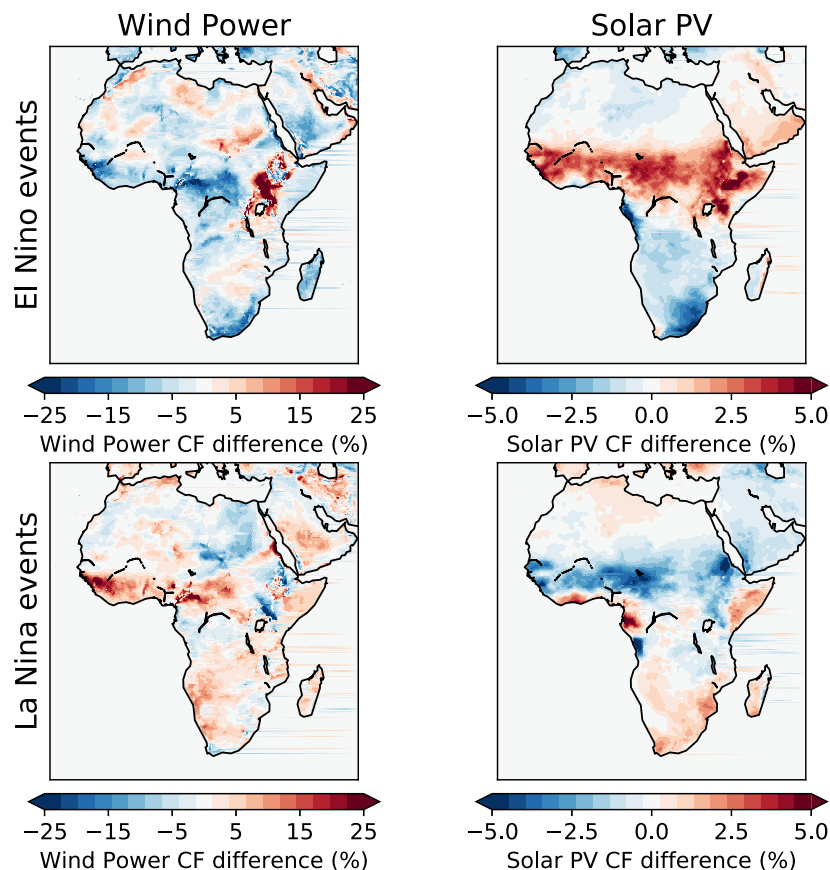 Wind Power
Solar PV
El Nino events
−25 −15 −5 5 15 25
Wind Power CF difference (%)
−5.0 −2.5 0.0 2.5 5.0
Solar PV CF difference (%)
La Nina events
−25 −15 −5 5 15 25
Wind Power CF difference (%)
−5.0 −2.5 0.0 2.5 5.0
Solar PV CF difference (%)